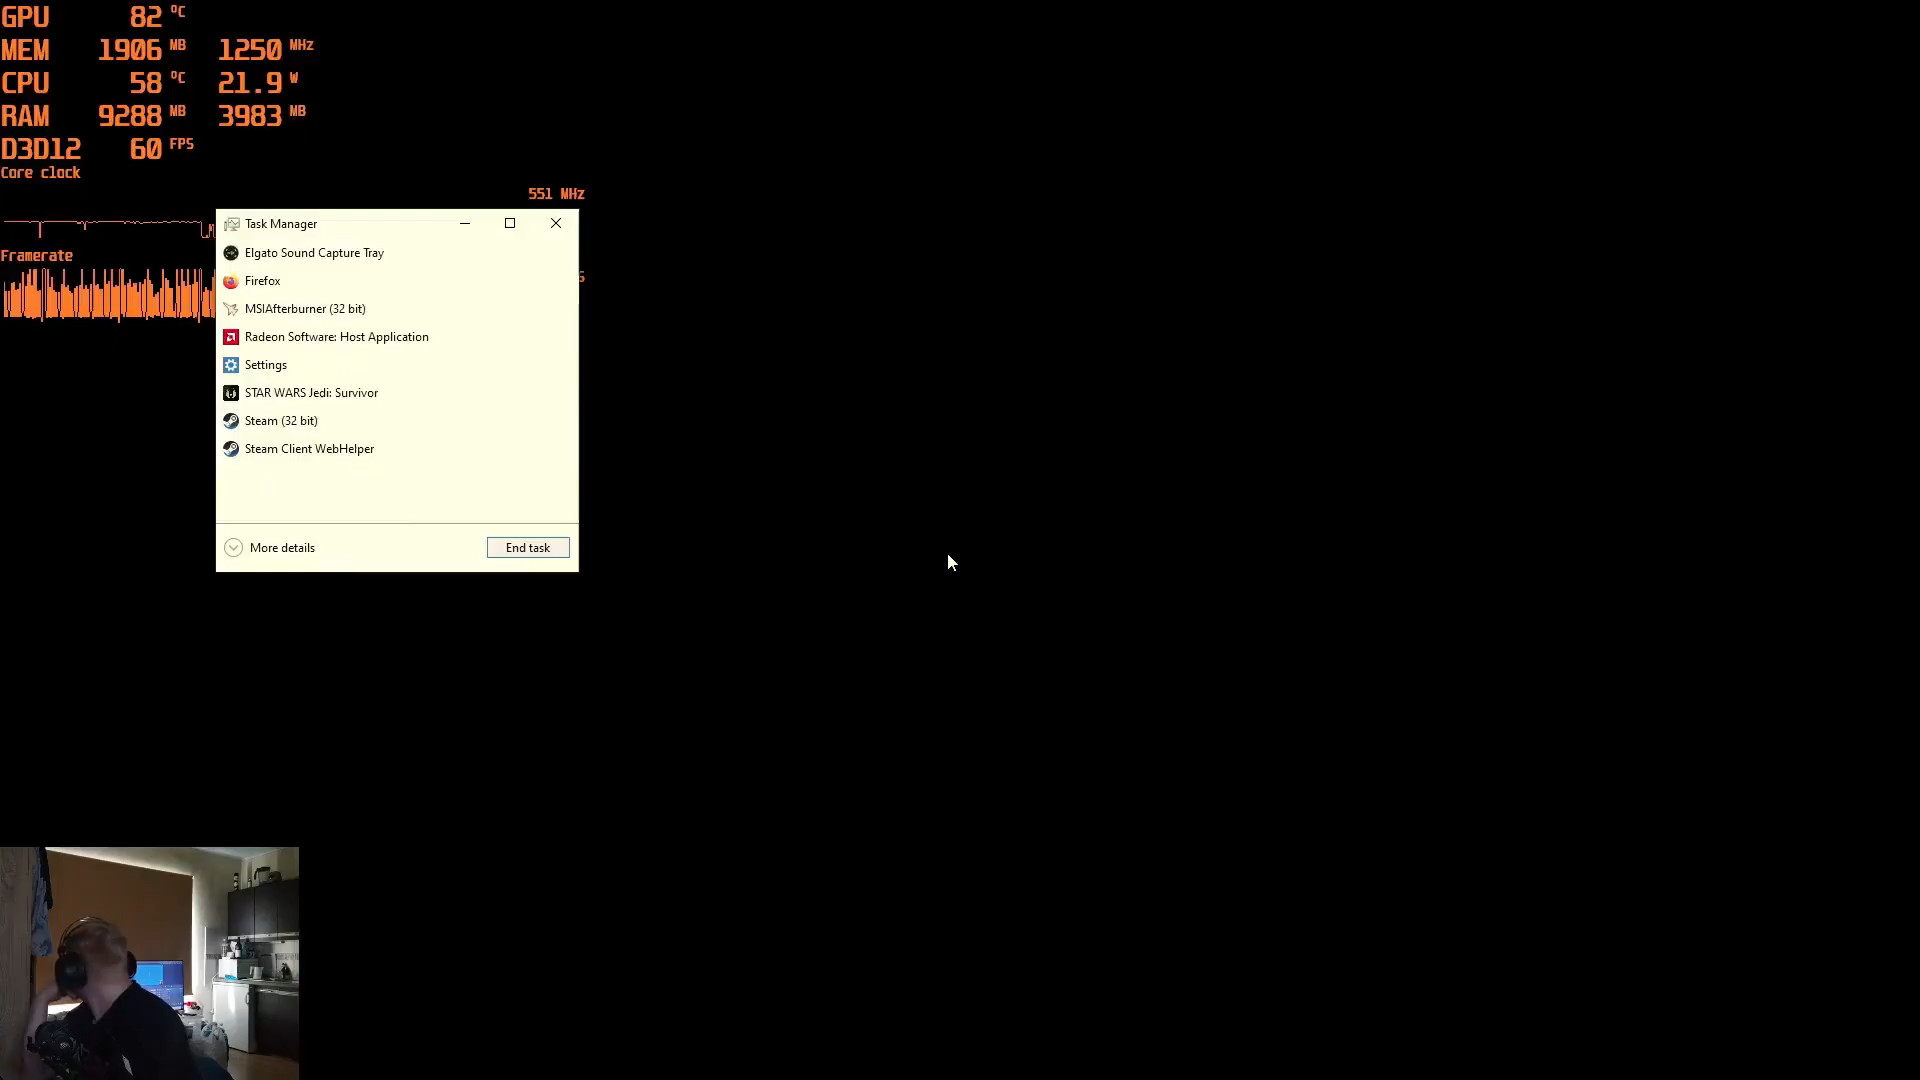 GPU 82 °C
MEM 1906 MB 1250 MHz
CPU 58 °C 21.9 W
RAM 9288 MB 3983 MB
D3D12 60 FPS
Core clock
551 MHz
Framerate
Task Manager
Elgato Sound Capture Tray
Firefox
MSIAfterburner (32 bit)
Radeon Software: Host Application
Settings
STAR WARS Jedi: Survivor
Steam (32 bit)
Steam Client WebHelper
More details
End task